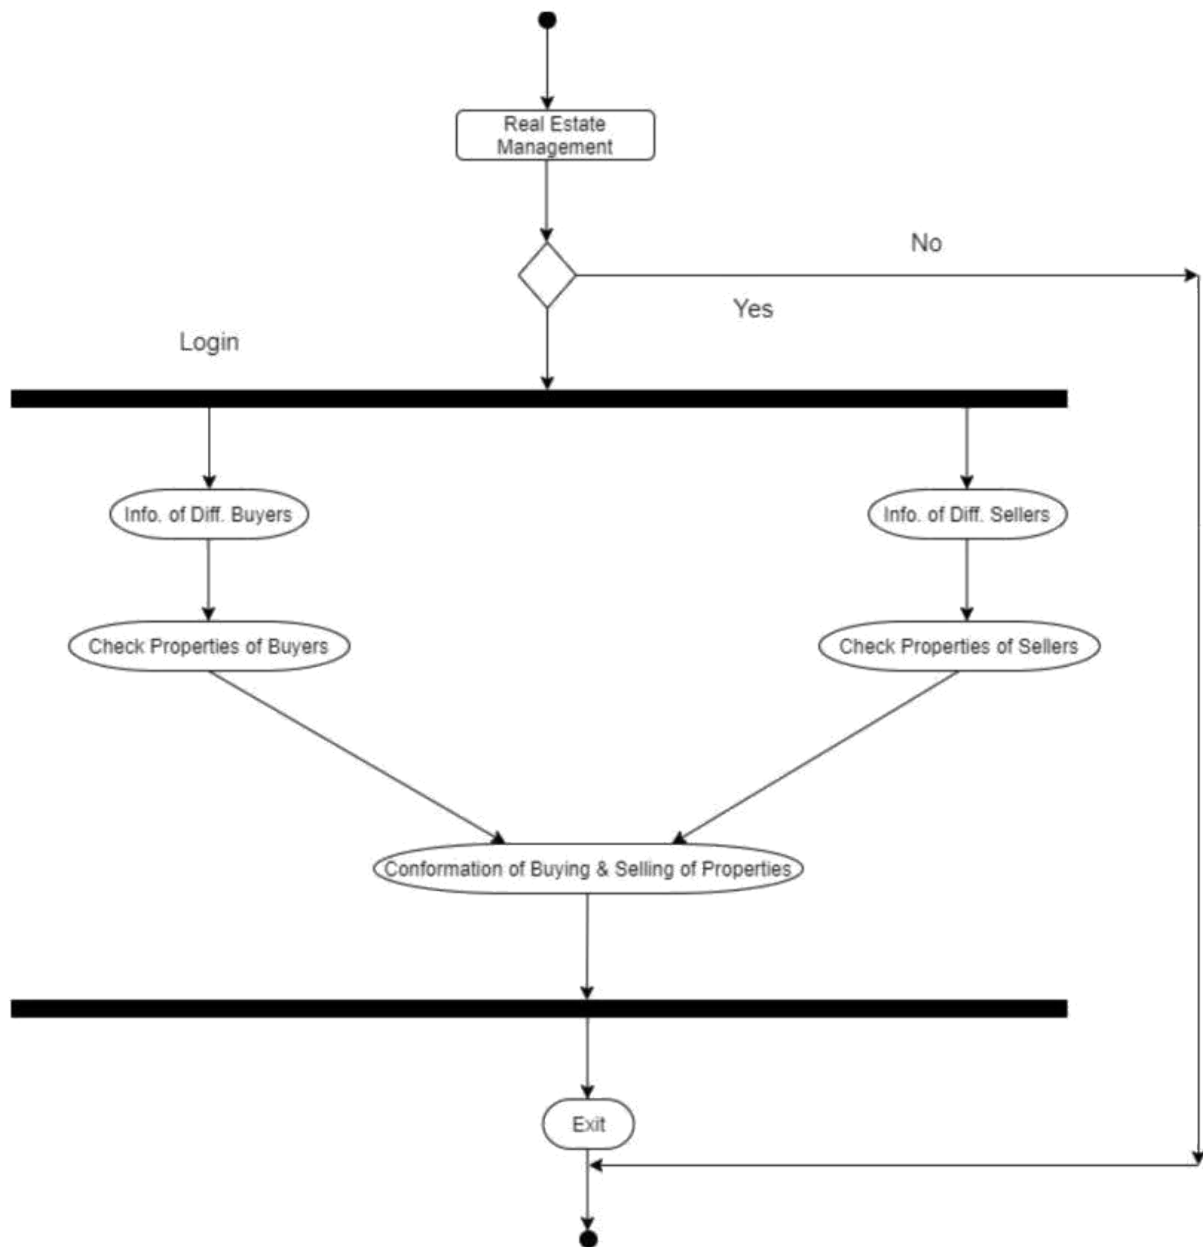 Real Estate
Management
No
Yes
Login
Info. of Diff. Buyers
Info. of Diff. Sellers
Check Properties of Buyers
Check Properties of Sellers
Conformation of Buying & Selling of Properties
Exit